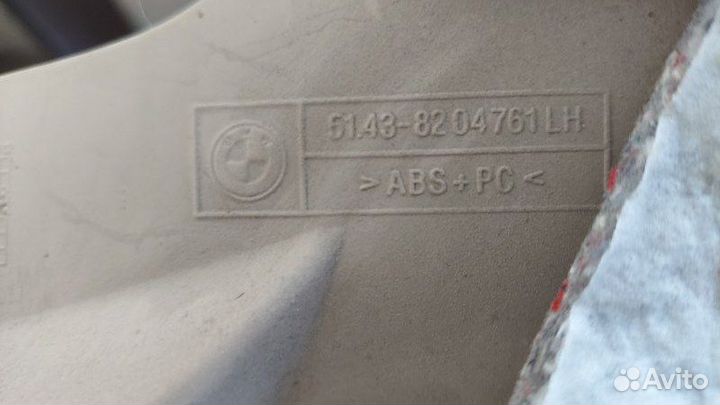 51.43-82 04761 LH
> ABS + PC <
Avito